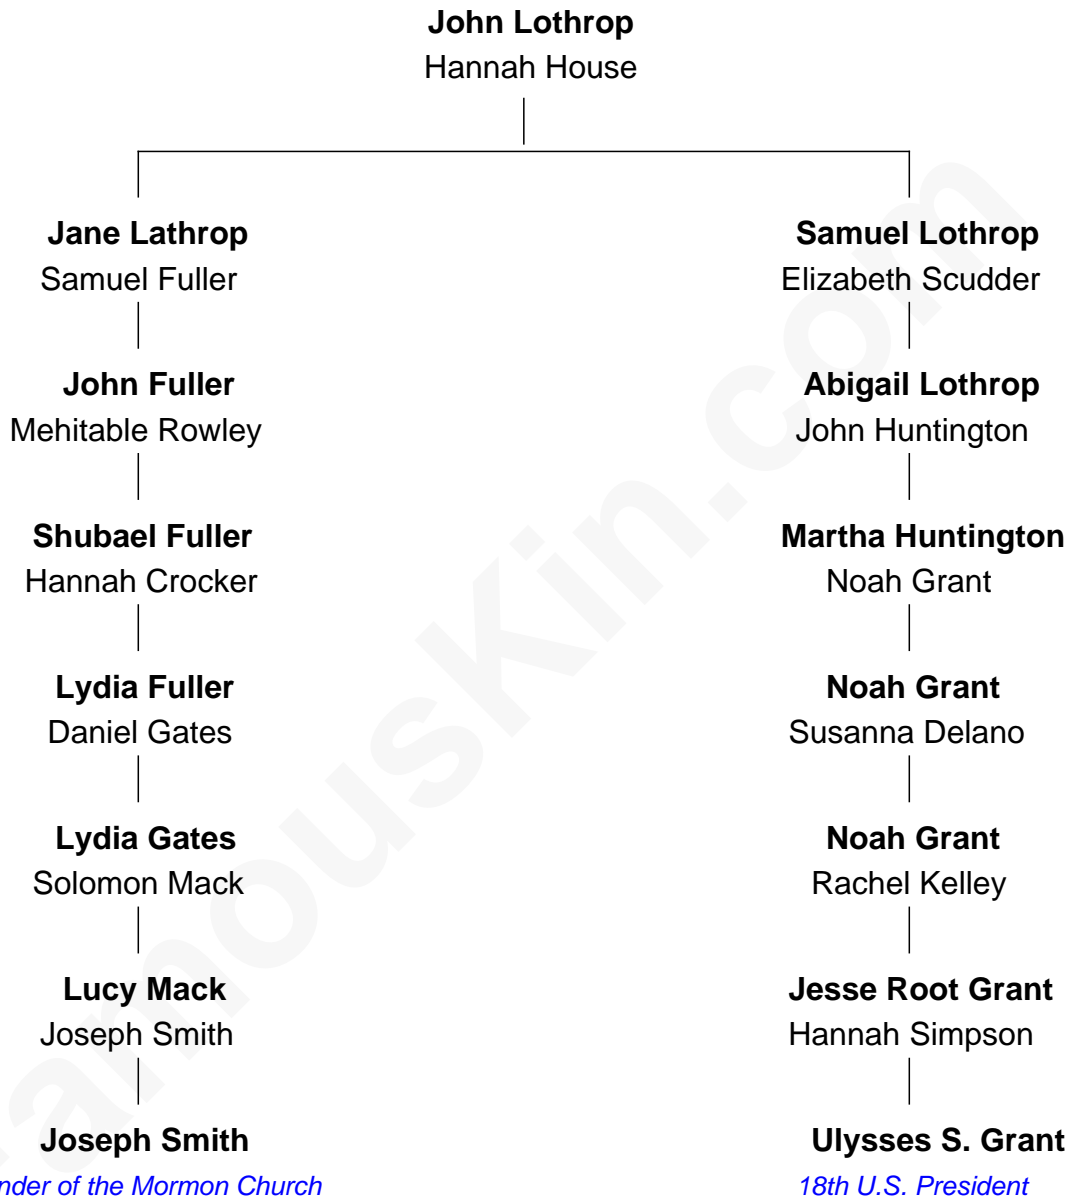 John Lothrop
Hannah House
Jane Lathrop
Samuel Fuller
Samuel Lothrop
Elizabeth Scudder
John Fuller
Mehitable Rowley
Abigail Lothrop
John Huntington
Shubael Fuller
Hannah Crocker
Martha Huntington
Noah Grant
Lydia Fuller
Daniel Gates
Noah Grant
Susanna Delano
Lydia Gates
Solomon Mack
Noah Grant
Rachel Kelley
Lucy Mack
Joseph Smith
Jesse Root Grant
Hannah Simpson
Joseph Smith
nder of the Mormon Church
Ulysses S. Grant
18th U.S. President
amouskin.com